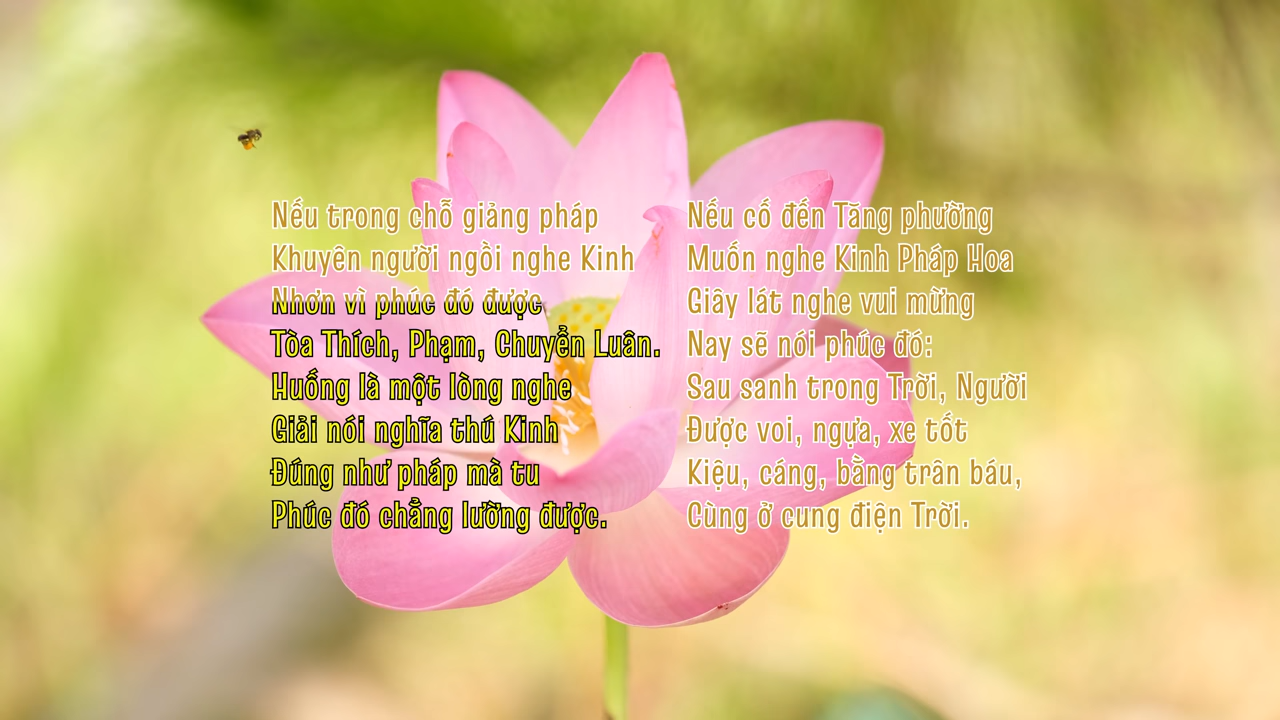 Nếu trong chỗ giảng pháp
Khuyên người ngồi nghe Kinh
Nhơn vì phúc đó được
Tòa Thích, Phạm, Chuyển Luân.
Huống là một lòng nghe
Giải nói nghĩa thú Kinh
Đúng như pháp mà tu
Phúc đó chẳng lường được.
Nếu cố đến Tăng phường
Muốn nghe Kinh Pháp Hoa
Giây lát nghe vui mừng
Nay sẽ nói phúc đó:
Sau sanh trong Trời, Người
Được voi, ngựa, xe tốt
Kiệu, cáng, bằng trân báu,
Cùng ở cung điện Trời.